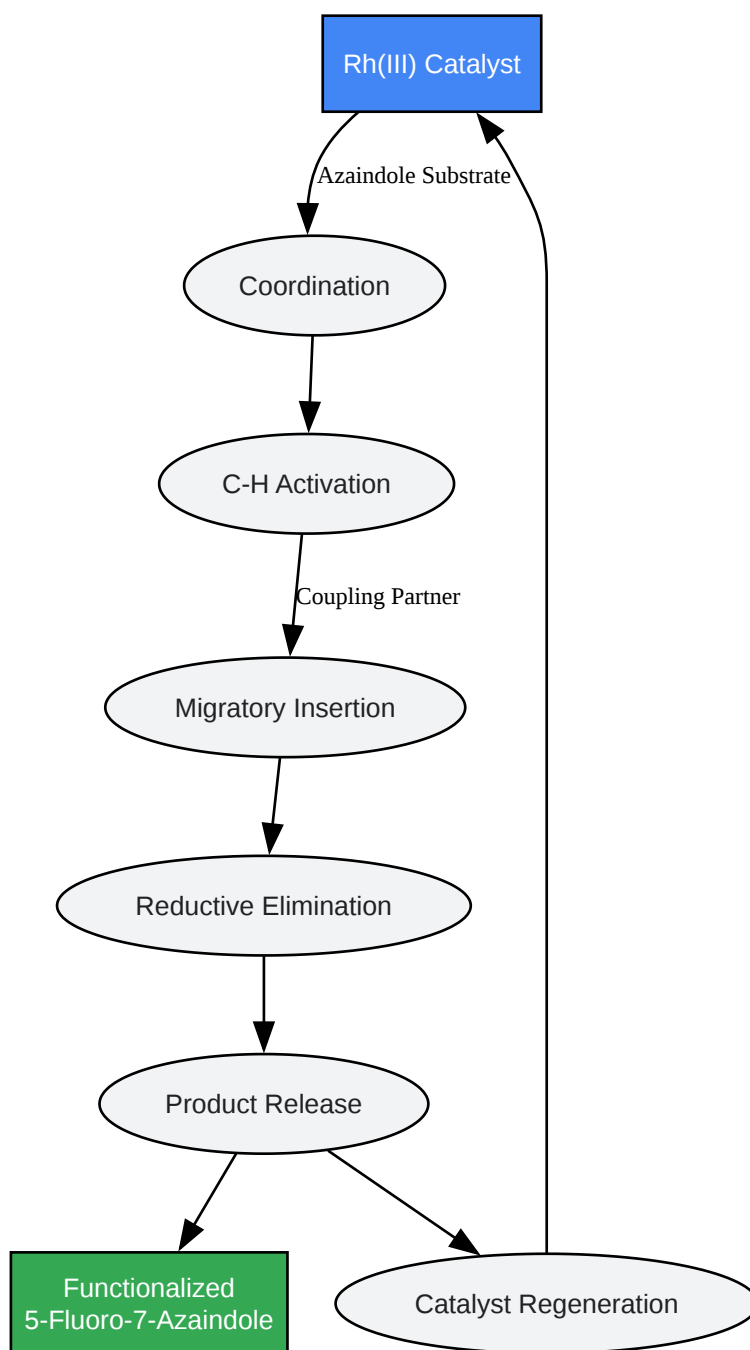 Rh(III) Catalyst
Azaindole Substrate
Coordination
C-H Activation
Coupling Partner
Migratory Insertion
Reductive Elimination
Product Release
Functionalized
5-Fluoro-7-Azaindole
Catalyst Regeneration